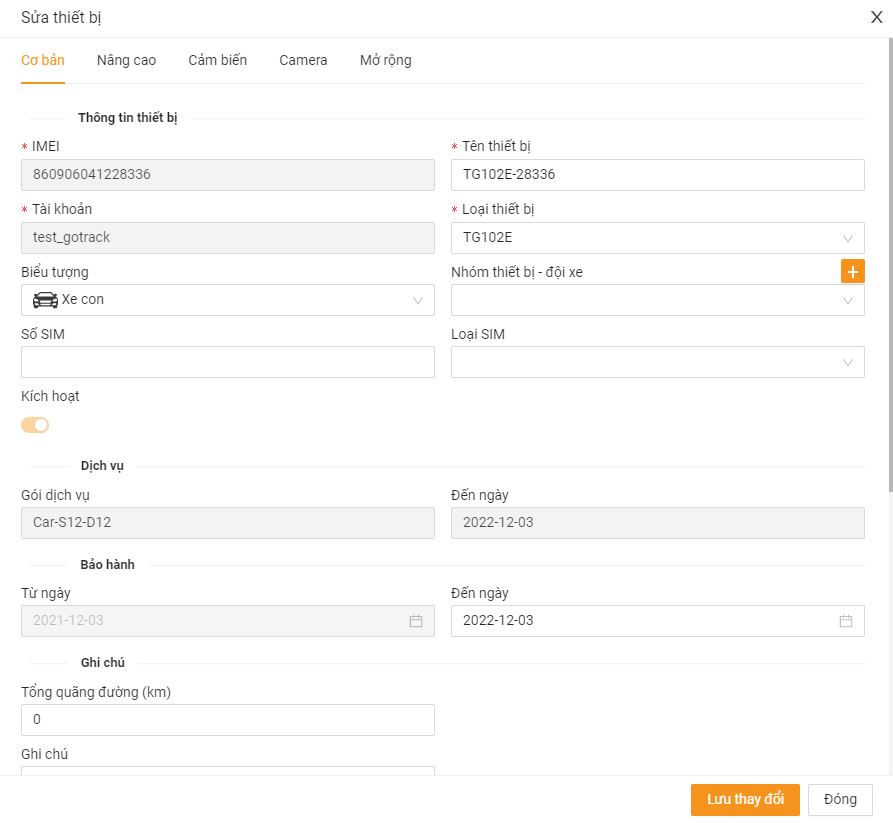 Sửa thiết bị
X
Cơ bản Nâng cao Cảm biến Camera Mở rộng
Thông tin thiết bị
* IMEI * Tên thiết bị
860906041228336 TG102E-28336
* Tài khoản * Loại thiết bị
test_gotrack TG102E
Biểu tượng Nhóm thiết bị - đội xe +
Xe con
Số SIM Loại SIM
Kích hoạt
Dịch vụ
Gói dịch vụ Đến ngày
Car-S12-D12 2022-12-03
Bảo hành
Từ ngày Đến ngày
2021-12-03 2022-12-03
Ghi chú
Tổng quãng đường (km)
0
Ghi chú
Lưu thay đổi Đóng